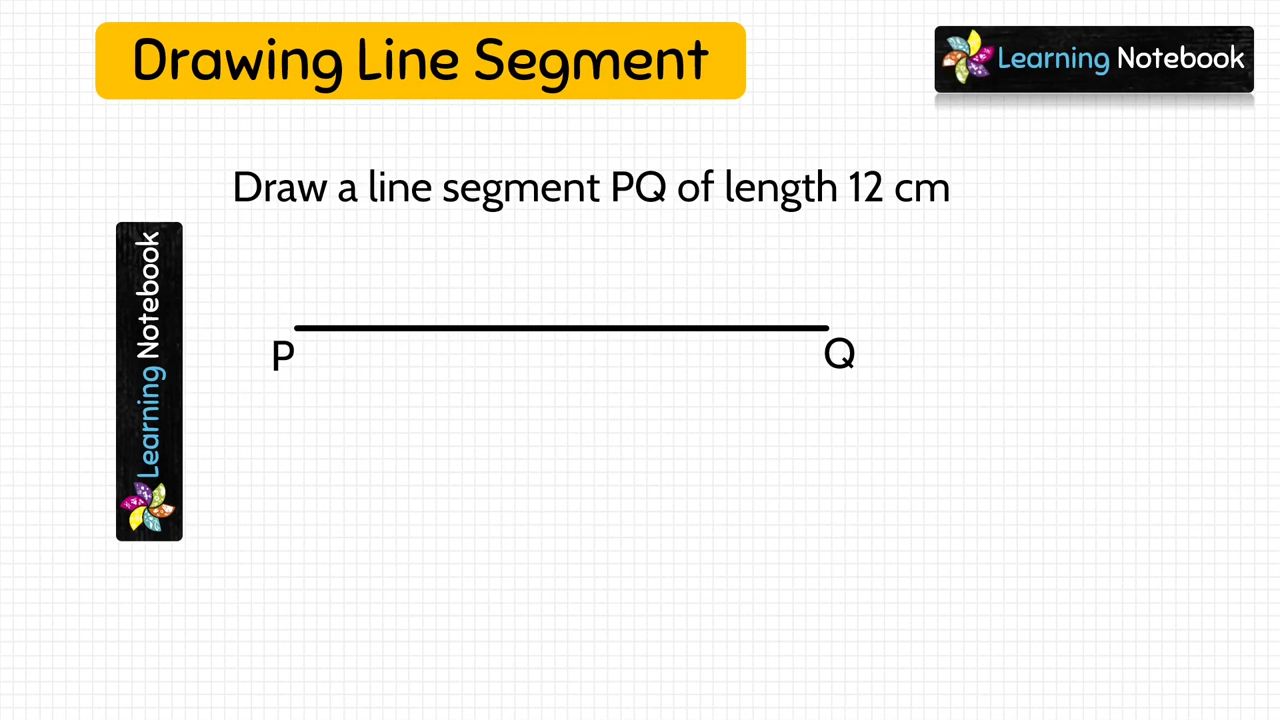 Drawing Line Segment
Learning Notebook
Draw a line segment PQ of length 12 cm
Learning Notebook
P
Q